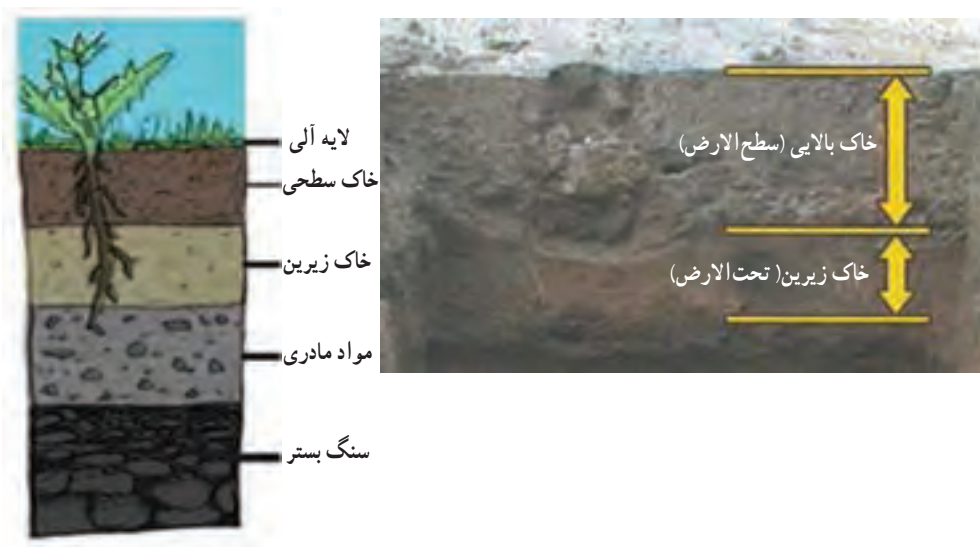 لایه آلی
خاک سطحی
خاک زیرین
مواد مادری
سنگ بستر
خاک بالایی (سطح‌الارض)
خاک زیرین( تحت‌الارض)